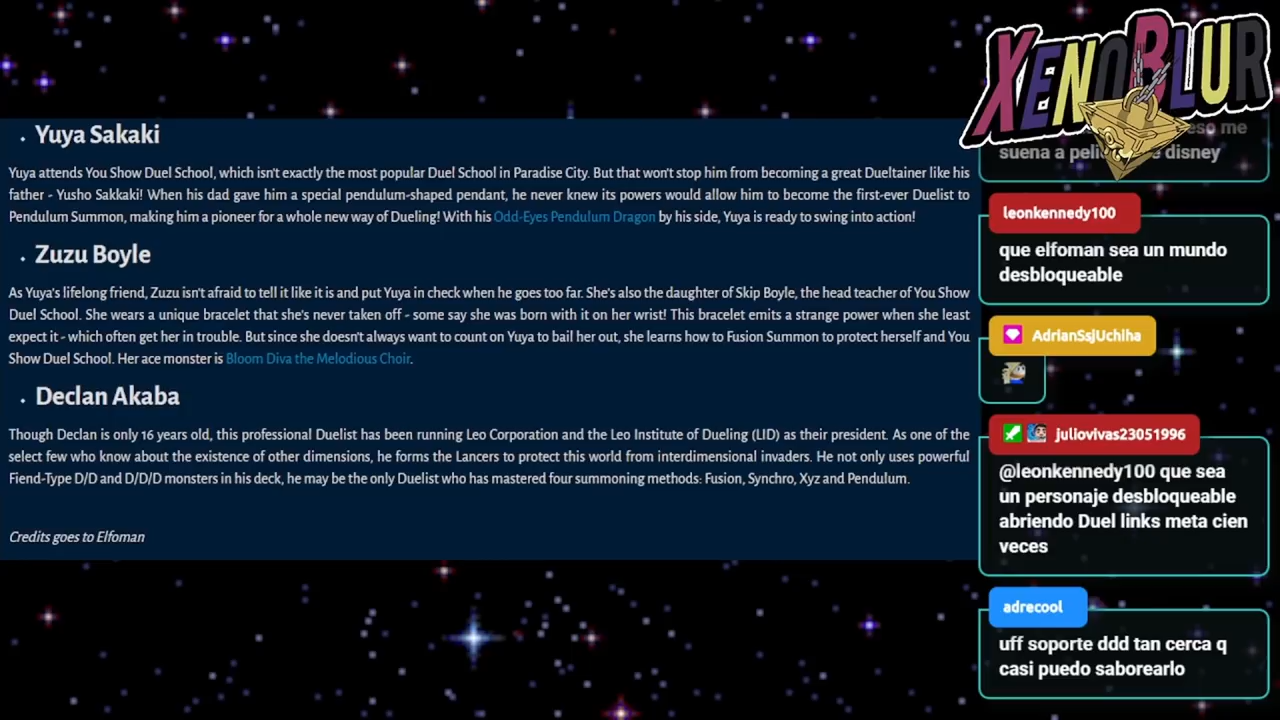 XENOBLUR
Yuya Sakaki
Yuya attends You Show Duel School, which isn't exactly the most popular Duel School in Paradise City. But that won't stop him from becoming a great Dueltainer like his
father - Yusho Sakkaki! When his dad gave him a special pendulum-shaped pendant, he never knew its powers would allow him to become the first-ever Duelist to
Pendulum Summon, making him a pioneer for a whole new way of Dueling! With his Odd-Eyes Pendulum Dragon by his side, Yuya is ready to swing into action!
Zuzu Boyle
As Yuya's lifelong friend, Zuzu isn't afraid to tell it like it is and put Yuya in check when he goes too far. She's also the daughter of Skip Boyle, the head teacher of You Show
Duel School. She wears a unique bracelet that she's never taken off - some say she was born with it on her wrist! This bracelet emits a strange power when she least
expect it - which often get her in trouble. But since she doesn't always want to count on Yuya to bail her out, she learns how to Fusion Summon to protect herself and You
Show Duel School. Her ace monster is Bloom Diva the Melodious Choir.
Declan Akaba
Though Declan is only 16 years old, this professional Duelist has been running Leo Corporation and the Leo Institute of Dueling (LID) as their president. As one of the
select few who know about the existence of other dimensions, he forms the Lancers to protect this world from interdimensional invaders. He not only uses powerful
Fiend-Type D/D and D/D/D monsters in his deck, he may be the only Duelist who has mastered four summoning methods: Fusion, Synchro, Xyz and Pendulum.
Credits goes to Elfoman
eso me
suena a disney
leonkennedy100
que elfoman sea un mundo
desbloqueable
AdrianSsjUchiha
juliovivas23051996
@leonkennedy100 que sea
un personaje desbloqueable
abriendo Duel links meta cien
veces
adrecool
uff soporte ddd tan cerca q
casi puedo saborearlo